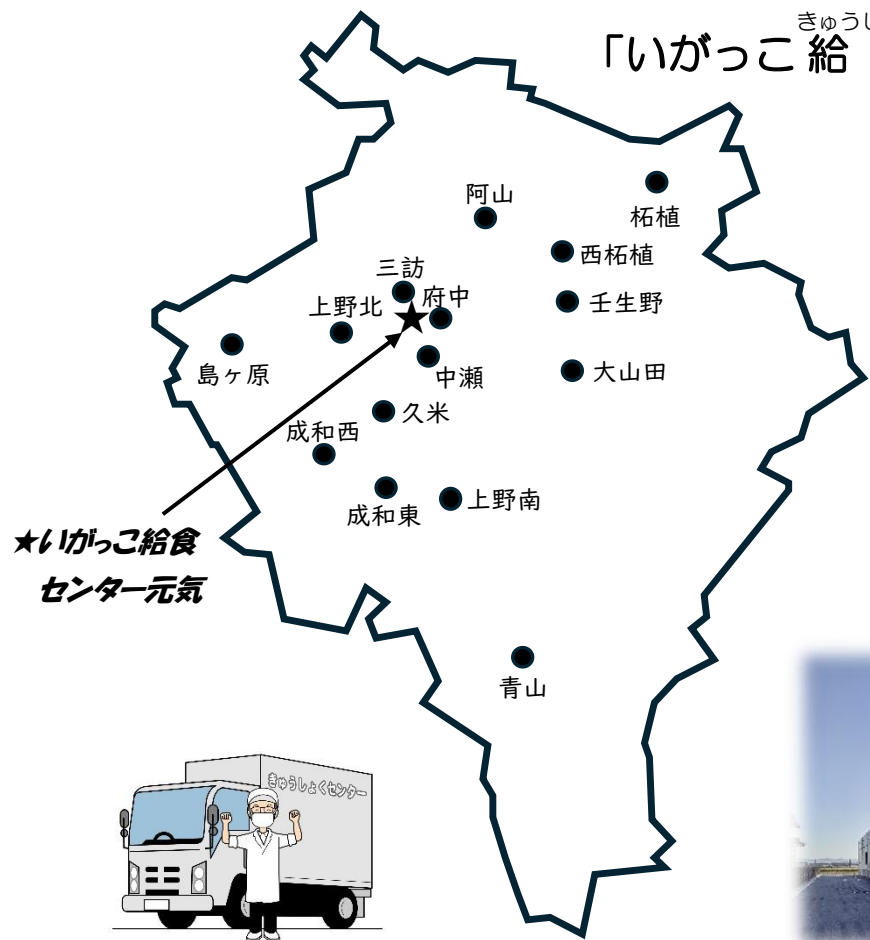 きゅうし
「いがっこ 給
阿山
柘植
西柘植
三訪
府中
上野北
壬生野
島ヶ原
中瀬
大山田
久米
成和西
成和東
上野南
★いがっこ給食
センター元気
青山
きゅうしょくセンター